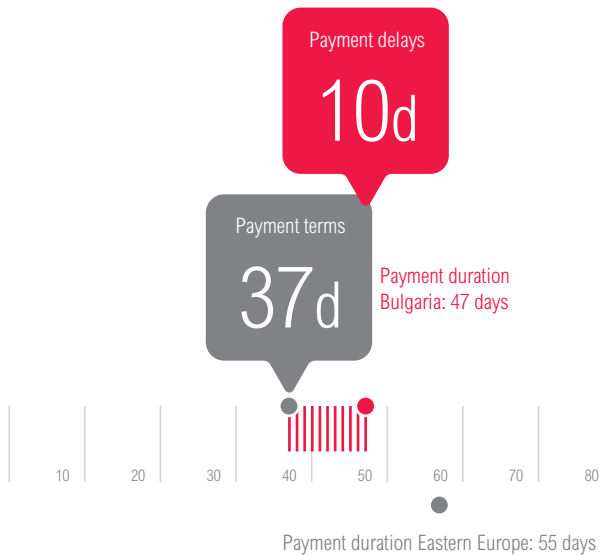 Payment delays
10d
Payment terms
37d
Payment duration
Bulgaria: 47 days
10 20 30 40 50 60 70 80
Payment duration Eastern Europe: 55 days